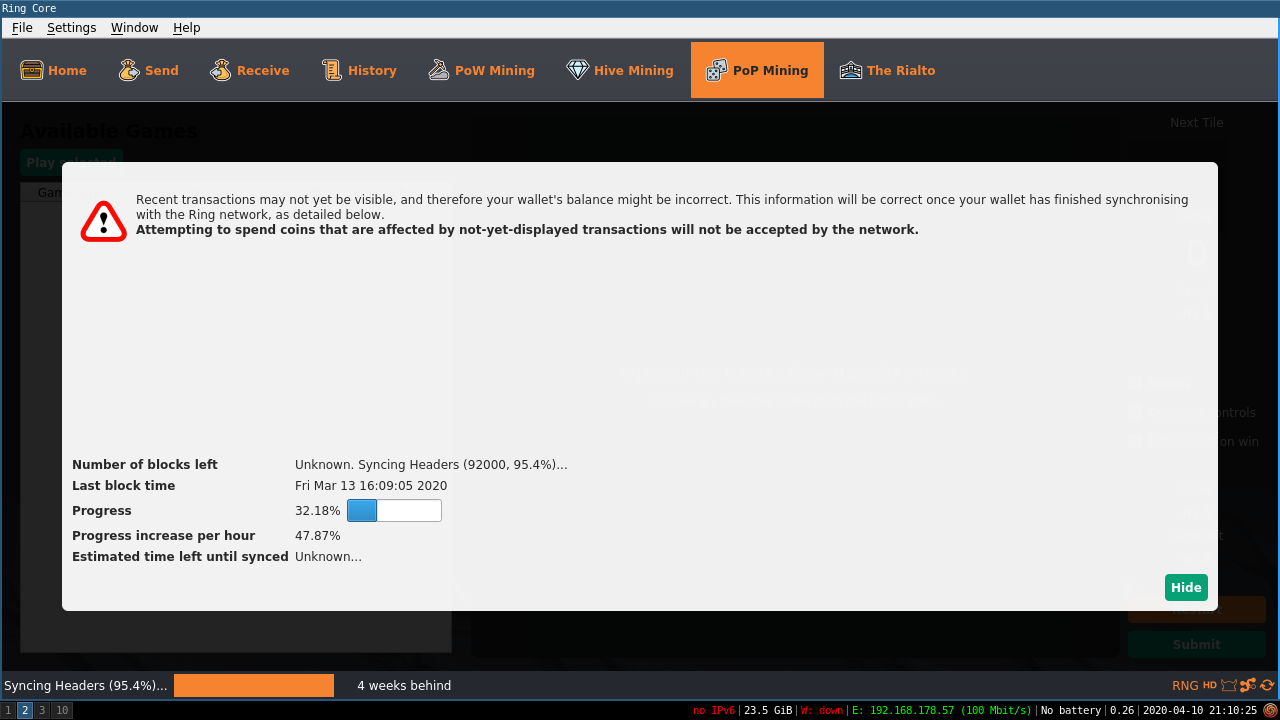 Ring Core
File Settings Window Help
Home Send Receive History PoW Mining Hive Mining PoP Mining The Rialto
Available Games
Next Tile
Recent transactions may not yet be visible, and therefore your wallet's balance might be incorrect. This information will be correct once your wallet has finished synchronising
with the Ring network, as detailed below.
Attempting to spend coins that are affected by not-yet-displayed transactions will not be accepted by the network.
Number of blocks left Unknown. Syncing Headers (92000, 95.4%)...
Last block time Fri Mar 13 16:09:05 2020
Progress 32.18%
Progress increase per hour 47.87%
Estimated time left until synced Unknown...
Hide
Submit
Syncing Headers (95.4%)... 4 weeks behind RNG HD
1 2 3 10 no IPv6|23.5 GiB|W: down|E: 192.168.178.57 (100 Mbit/s)|No battery|0.26|2020-04-10 21:10:25